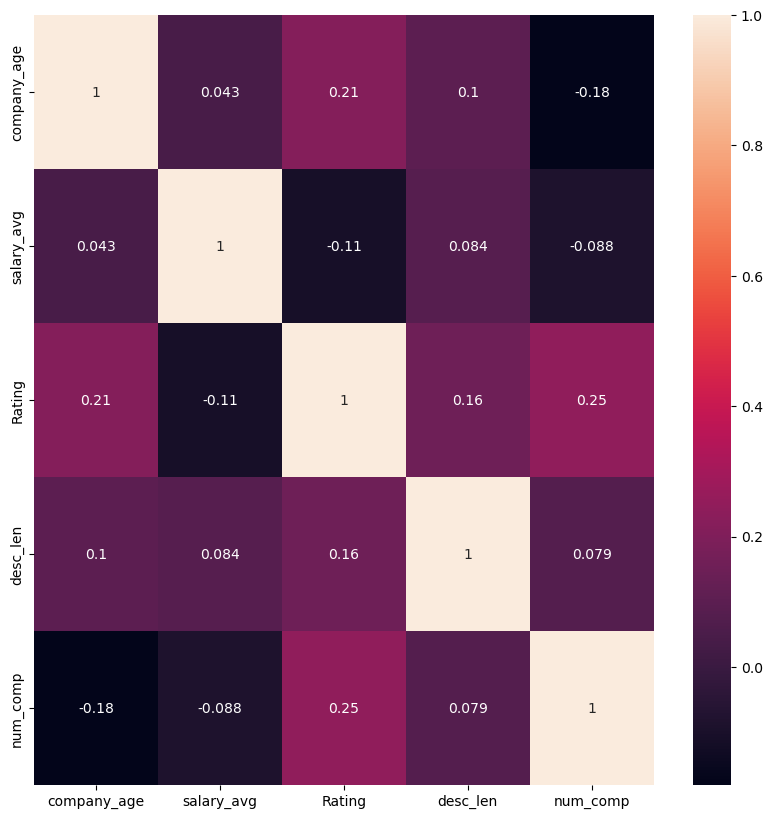 company_age 1 0.043 0.21 0.1 -0.18
salary_avg 0.043 1 -0.11 0.084 -0.088
Rating 0.21 -0.11 1 0.16 0.25
desc_len 0.1 0.084 0.16 1 0.079
num_comp -0.18 -0.088 0.25 0.079 1
company_age salary_avg Rating desc_len num_comp
1.0
0.8
0.6
0.4
0.2
0.0